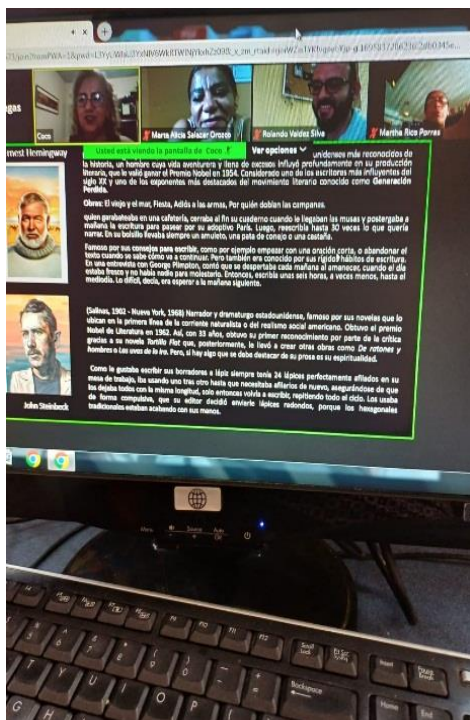 Coco
Marta Alicia Salazar Orozco
Rolando Valdez Silva
Martha Rico Porras
Usted está viendo la pantalla de Coco
Ver opciones
rnest Hemingway
unidenses más reconocidos de
la historia, un hombre cuya vida aventurera y llena de excesos influyó profundamente en su producción
literaria, que le valió ganar el Premio Nobel en 1954. Considerado uno de los escritores más influyentes del
siglo XX y uno de los exponentes más destacados del movimiento literario conocido como Generación
Perdida.
Obras: El viejo y el mar, Fiesta, Adiós a las armas, Por quién doblan las campanas.
quien garabateaba en una cafetería, cerraba al fin su cuaderno cuando le llegaban las musas y postergaba a
mañana la escritura para pasear por su adoptivo París. Luego, reescribía hasta 30 veces lo que quería
narrar. En su bolsillo llevaba siempre un amuleto, una pata de conejo o una castaña.
Famoso por sus consejos para escribir, como por ejemplo empezar con una oración corta, o abandonar el
texto cuando se sabe cómo va a continuar. Pero también era conocido por sus rígidos hábitos de escritura.
En una entrevista con George Plimpton, contó que se despertaba cada mañana al amanecer, cuando el día
estaba fresco y no había nadie para molestarlo. Entonces, escribía unas seis horas, a veces menos, hasta el
mediodía. Lo difícil, decía, era esperar a la mañana siguiente.
(Salinas, 1902 - Nueva York, 1968) Narrador y dramaturgo estadounidense, famoso por sus novelas que lo
ubican en la primera línea de la corriente naturalista o del realismo social americano. Obtuvo el premio
Nobel de Literatura en 1962. Así, con 33 años, obtuvo su primer reconocimiento por parte de la crítica
gracias a su novela Tortilla Flat que, posteriormente, le llevó a crear otras obras como De ratones y
hombres o Las uvas de la ira. Pero, si hay algo que se debe destacar de su prosa es su espiritualidad.
Como le gustaba escribir sus borradores a lápiz siempre tenía 24 lápices perfectamente afilados en su
mesa de trabajo, iba usando uno tras otro hasta que necesitaba afilarlos de nuevo, asegurándose de que
los dejaba todos con la misma longitud, solo entonces volvía a escribir, repitiendo todo el ciclo. Los usaba
de forma compulsiva, que su editor decidió enviarle lápices redondos, porque los hexagonales
tradicionales estaban acabando con sus manos.
John Steinbeck
Menu
Source
Auto
F9
F10
F11
F12
Scroll
Lock
Insert
Pause
Break
Backspace
Home
End
T
Y
U
I
O
P